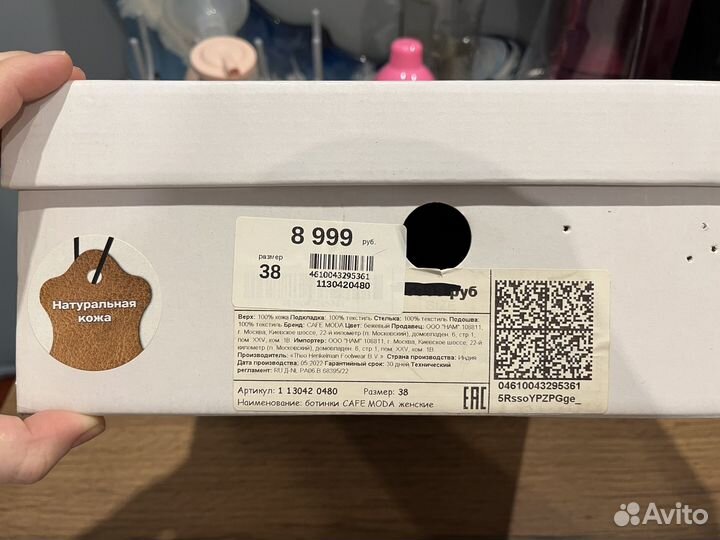 Натуральная
кожа
8 999 руб.
размер
38
4610043295361
1130420480
руб
Верх: 100% кожа Подкладка: 100% текстиль Стелька: 100% текстиль Подошва:
100% текстиль Бренд: CAFE MODA Цвет: бежевый Продавец: ООО "НАМ" 108811,
г. Москва, Киевское шоссе, 22-й километр (п. Московский), домовладен. 6, стр.1,
пом. XXV, ком. 1В. Импортер: ООО "НАМ" 108811, г. Москва, Киевское шоссе, 22-й
километр (п. Московский), домовладен. 6, стр.1, пом. XXV, ком. 1В.
Производитель: «Theo Henkelman Footwear B.V.» Страна производства: Индия
Дата производства: 05.2022 Гарантийный срок: 30 дней Технический
регламент: RU Д-NL.РА06.В.58395/22
Артикул: 1 13042 0480 Размер: 38
Наименование: ботинки CAFE MODA женские
EAC
04610043295361
5RssoYPZPGge_
Avito